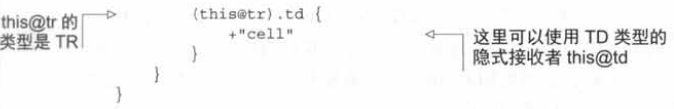 this@tr 的
类型是 TR
(this@tr).td {
+"cell"
}
}
}
这里可以使用 TD 类型的
隐式接收者 this@td